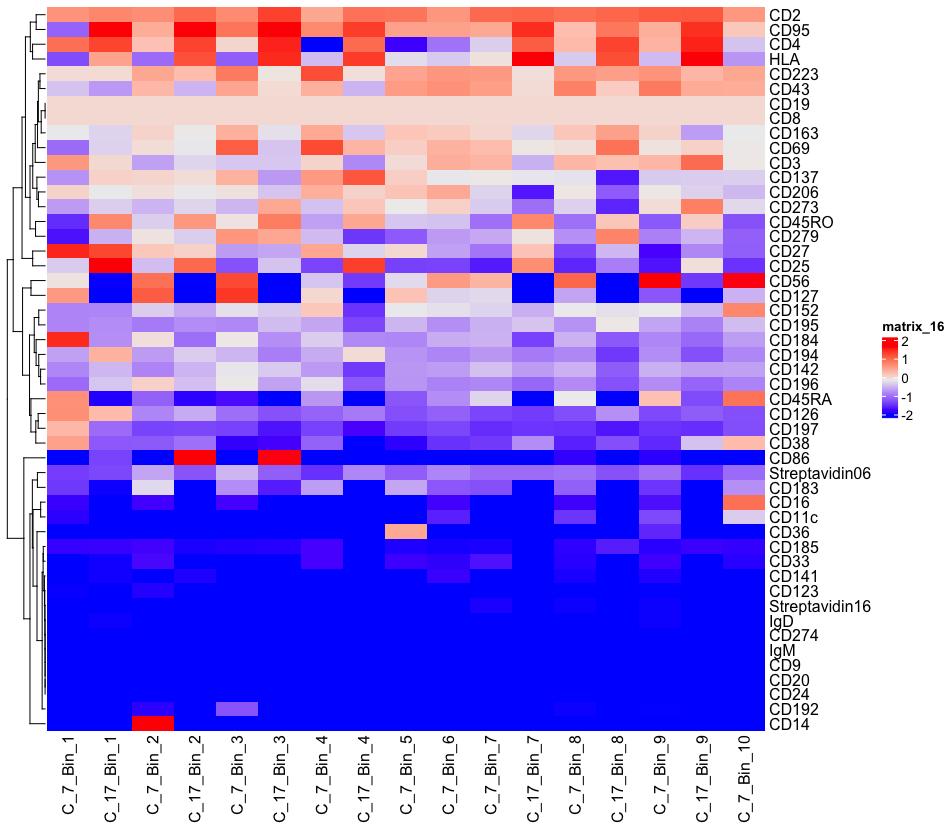 CD2
CD95
CD4
HLA
CD223
CD43
CD19
CD8
CD163
CD69
CD3
CD137
CD206
CD273
CD45RO
CD279
CD27
CD25
CD56
CD127
CD152
CD195
CD184
CD194
CD142
CD196
CD45RA
CD126
CD197
CD38
CD86
Streptavidin06
CD183
CD16
CD11c
CD36
CD185
CD33
CD141
CD123
Streptavidin16
IgD
CD274
IgM
CD9
CD20
CD24
CD192
CD14
matrix_16
2
1
0
-1
-2
C_7_Bin_1
C_17_Bin_1
C_7_Bin_2
C_17_Bin_2
C_7_Bin_3
C_17_Bin_3
C_7_Bin_4
C_17_Bin_4
C_7_Bin_5
C_7_Bin_6
C_7_Bin_7
C_17_Bin_7
C_7_Bin_8
C_17_Bin_8
C_7_Bin_9
C_17_Bin_9
C_7_Bin_10